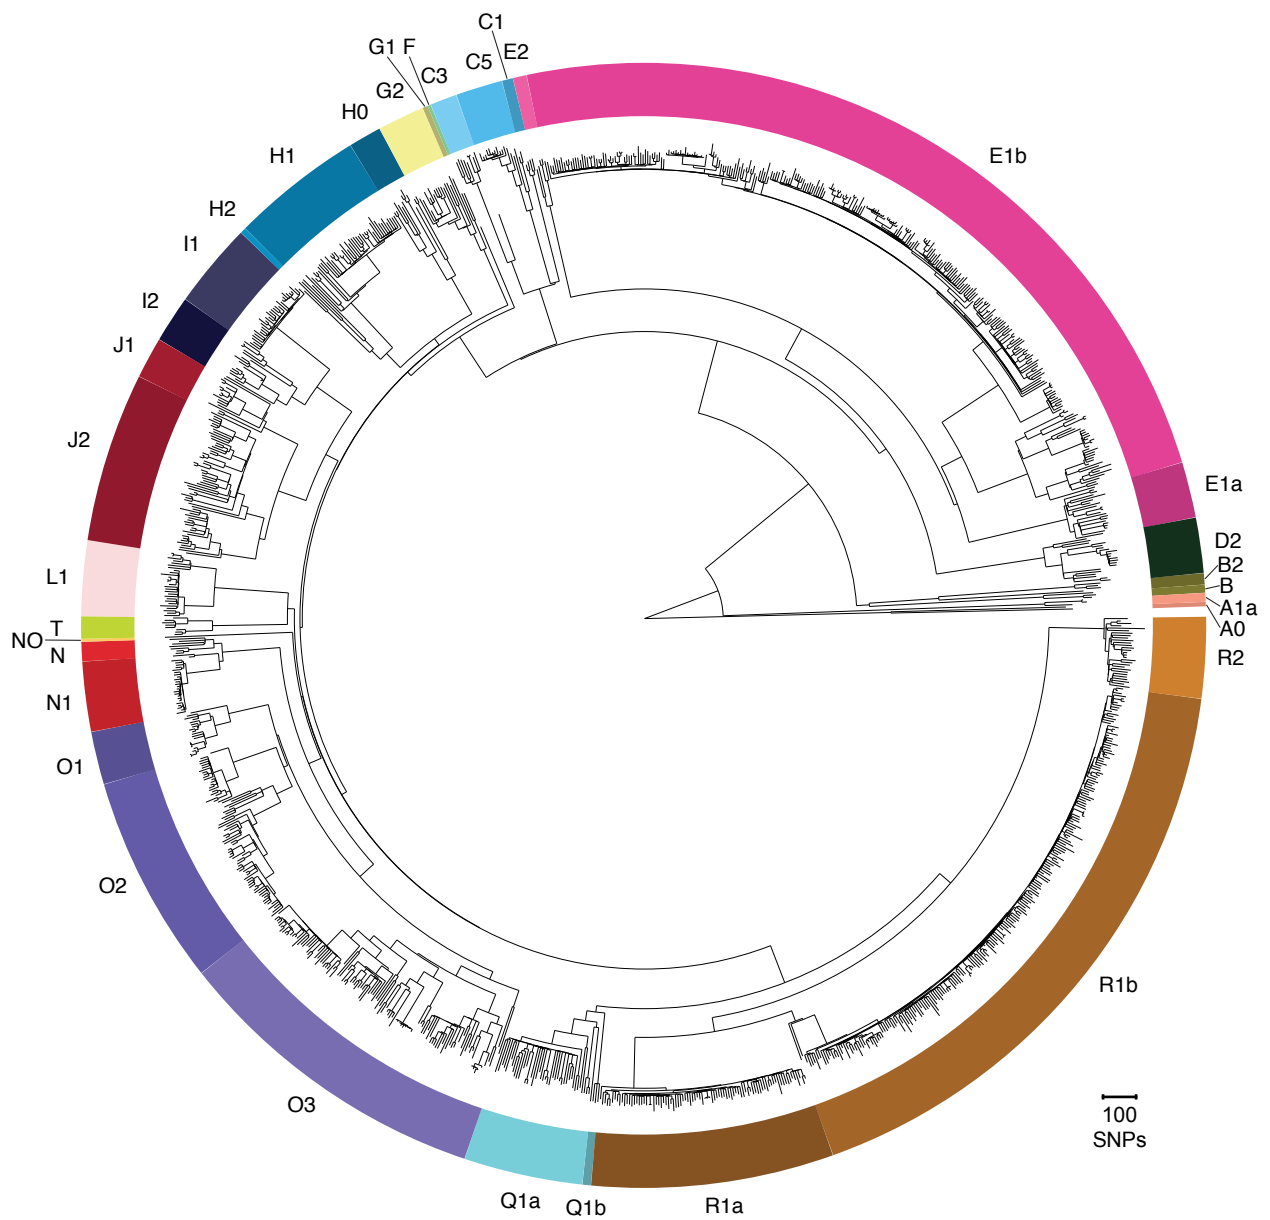 C1
G1 F
C5 E2
C3
G2
H0
E1b
H1
H2
I1
I2
J1
J2
E1a
D2
B2
L1
B
A1a
T
A0
NO
N
R2
N1
O1
O2
R1b
O3
100
SNPs
Q1a
Q1b
R1a